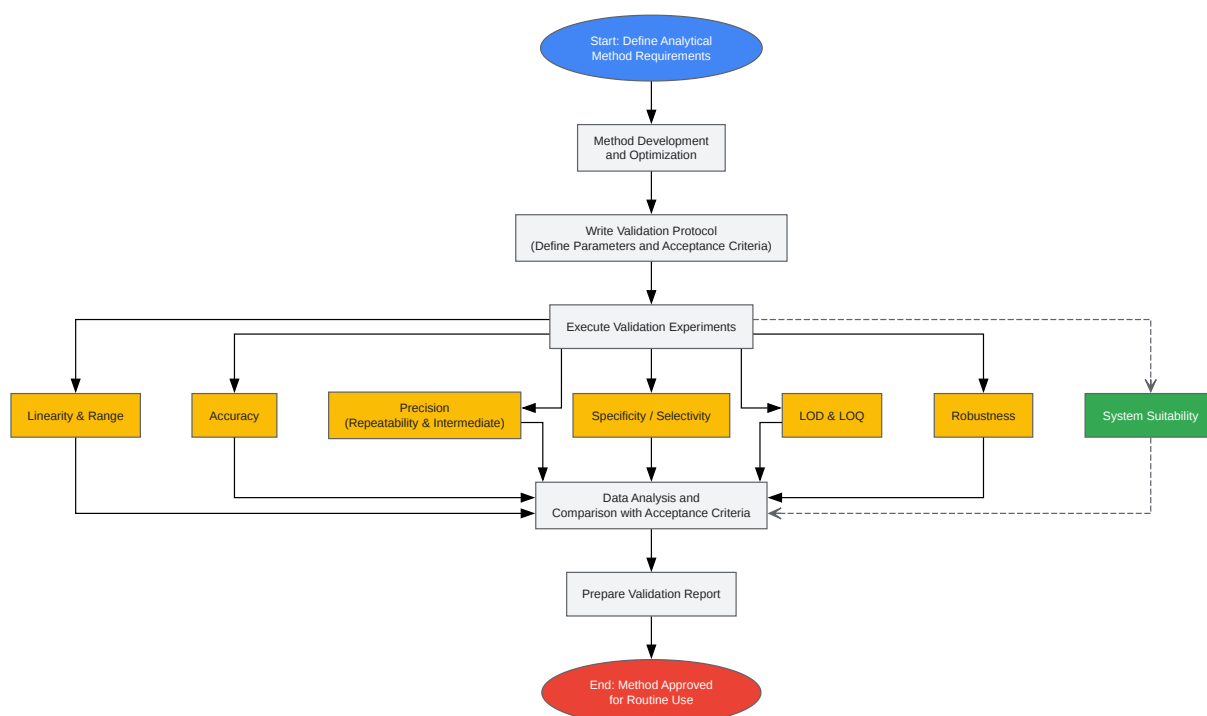 Start: Define Analytical
Method Requirements
Method Development
and Optimization
Write Validation Protocol
(Define Parameters and Acceptance Criteria)
Execute Validation Experiments
Linearity & Range
Accuracy
Precision
(Repeatability & Intermediate)
Specificity / Selectivity
LOD & LOQ
Robustness
System Suitability
Data Analysis and
Comparison with Acceptance Criteria
Prepare Validation Report
End: Method Approved
for Routine Use